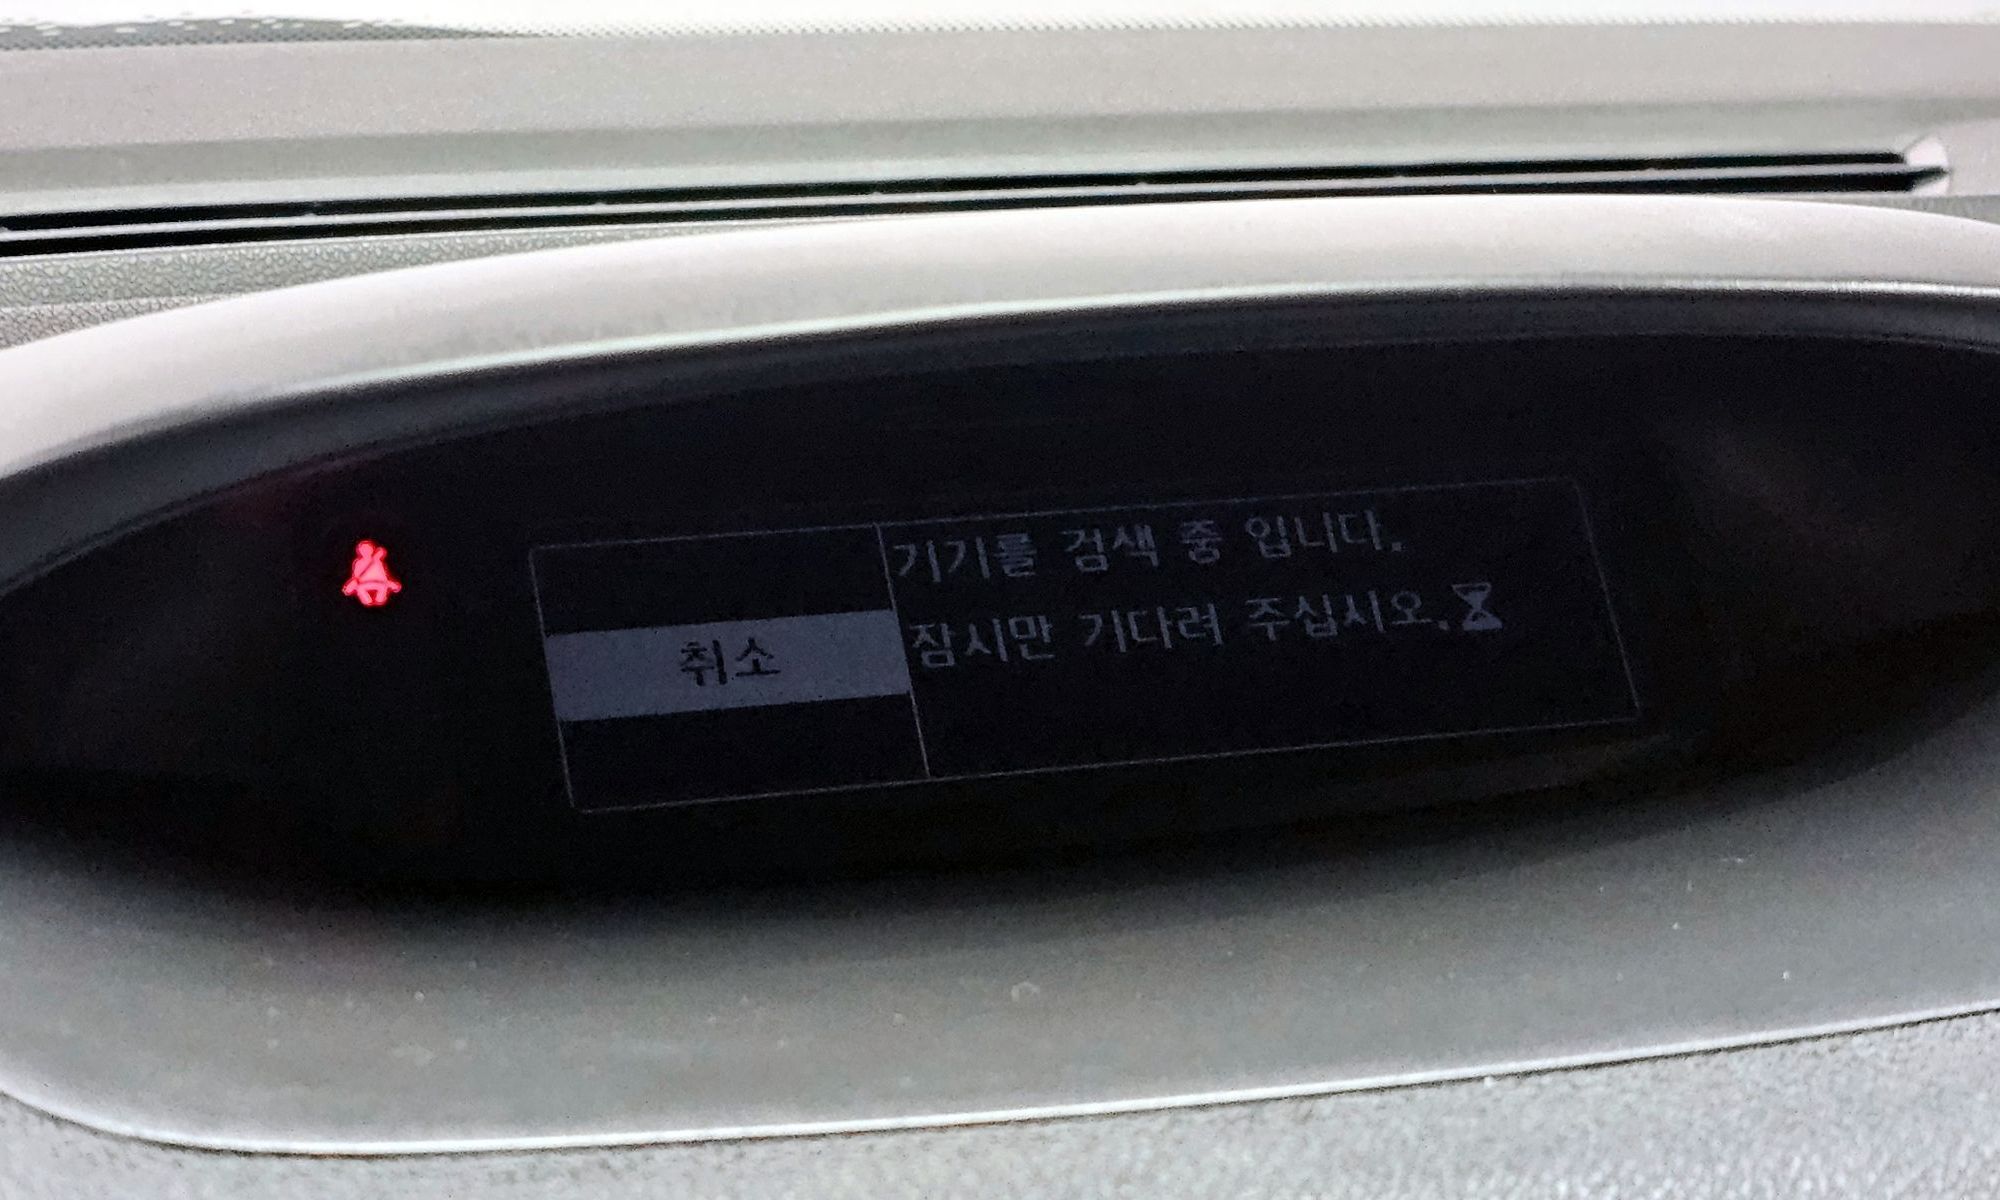 취소
기기를 검색 중 입니다.
잠시만 기다려 주십시오.